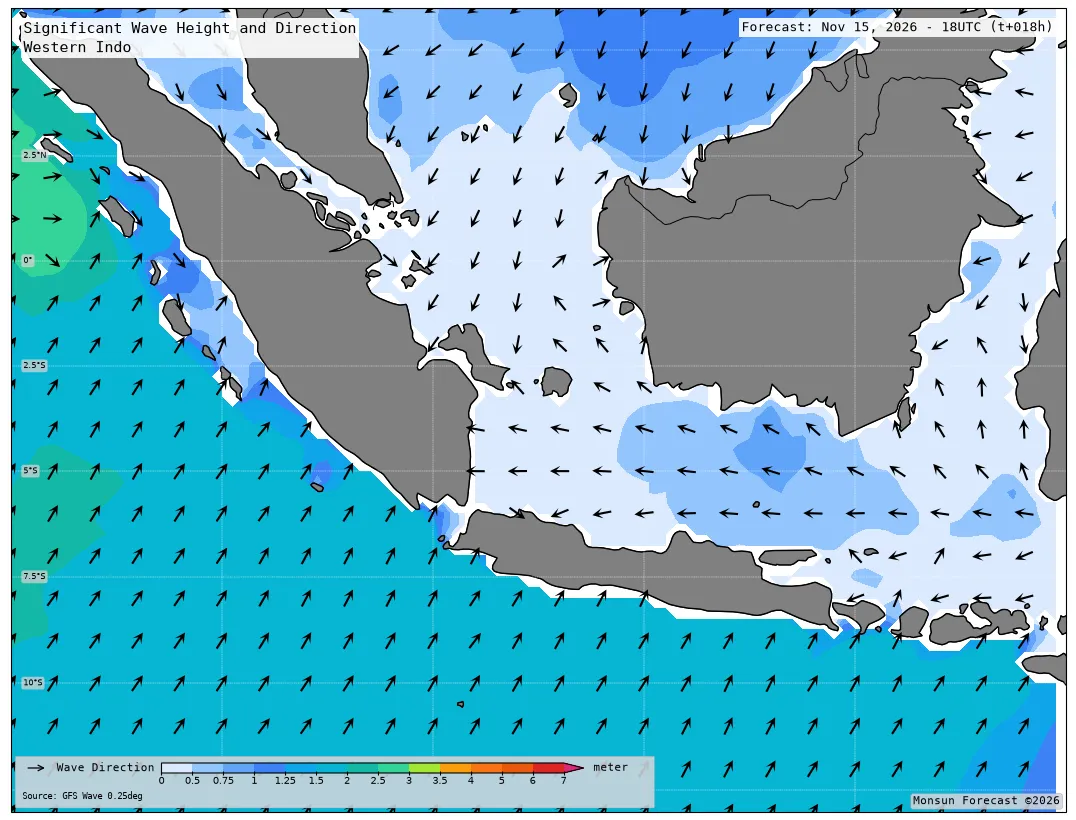 Significant Wave Height and Direction
Western Indo
Forecast: Nov 15, 2026 - 18UTC (t+018h)
2.5°N
0°
2.5°S
5°S
7.5°S
10°S
Wave Direction
0 0.5 0.75 1 1.25 1.5 2 2.5 3 3.5 4 5 6 7
meter
Source: GFS Wave 0.25deg
Monsun Forecast ©2026